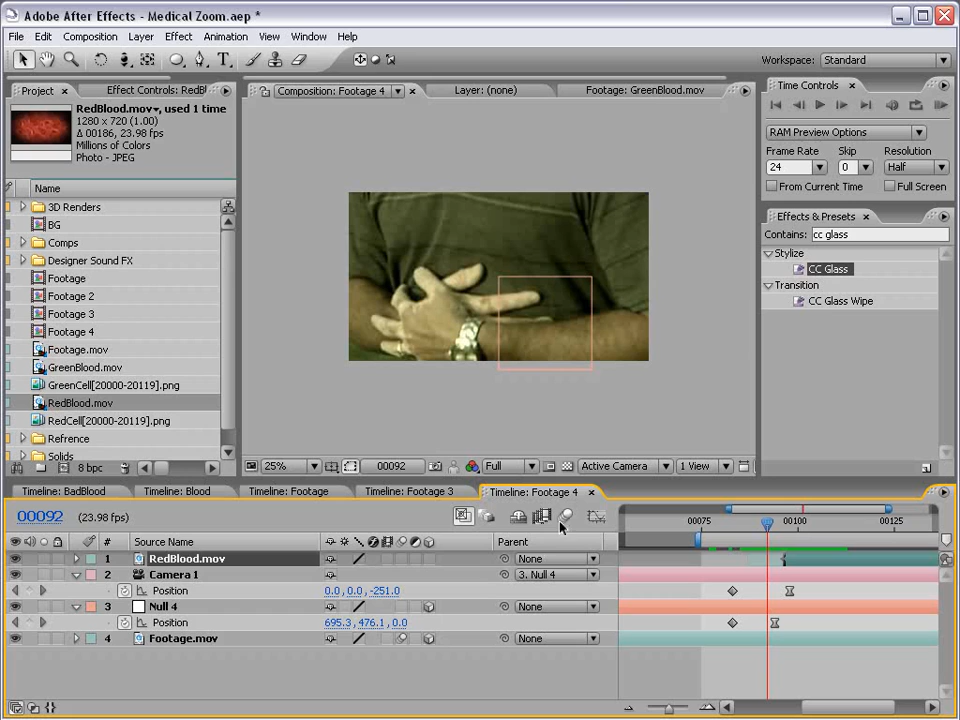 Adobe After Effects - Medical Zoom.aep *
File Edit Composition Layer Effect Animation View Window Help
Workspace: Standard
Project Effect Controls: RedBl
Composition: Footage 4 Layer: (none) Footage: GreenBlood.mov
Time Controls
RedBlood.mov, used 1 time
1280 x 720 (1.00)
Δ 00186, 23.98 fps
Millions of Colors
Photo - JPEG
RAM Preview Options
Frame Rate Skip Resolution
24 0 Half
From Current Time Full Screen
Name
3D Renders
BG
Comps
Designer Sound FX
Footage
Footage 2
Footage 3
Footage 4
Footage.mov
GreenBlood.mov
GreenCell[20000-20119].png
RedBlood.mov
RedCell[20000-20119].png
Refrence
Solids
8 bpc
Effects & Presets
Contains: cc glass
Stylize
CC Glass
Transition
CC Glass Wipe
25% 00092 Full Active Camera 1 View
Timeline: BadBlood Timeline: Blood Timeline: Footage Timeline: Footage 3 Timeline: Footage 4
00092 (23.98 fps)
00075 00100 00125
# Source Name Parent
1 RedBlood.mov None
2 Camera 1 3. Null 4
Position 0.0, 0.0, -251.0
3 Null 4 None
Position 695.3, 476.1, 0.0
4 Footage.mov None